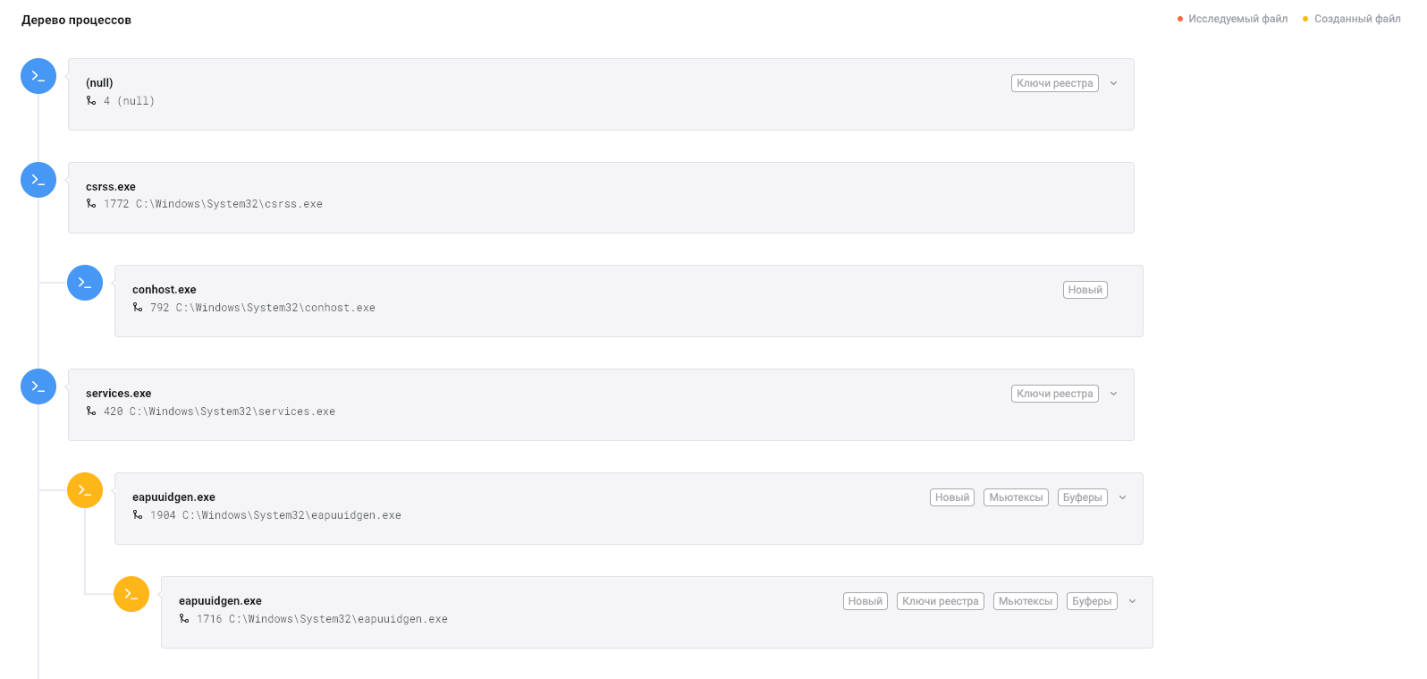 Дерево процессов
Исследуемый файл
Созданный файл
(null)
Ключи реестра
4 (null)
csrss.exe
1772 C:\Windows\System32\csrss.exe
conhost.exe
Новый
792 C:\Windows\System32\conhost.exe
services.exe
Ключи реестра
420 C:\Windows\System32\services.exe
eapuuidgen.exe
Новый Мьютексы Буферы
1904 C:\Windows\System32\eapuuidgen.exe
eapuuidgen.exe
Новый Ключи реестра Мьютексы Буферы
1716 C:\Windows\System32\eapuuidgen.exe